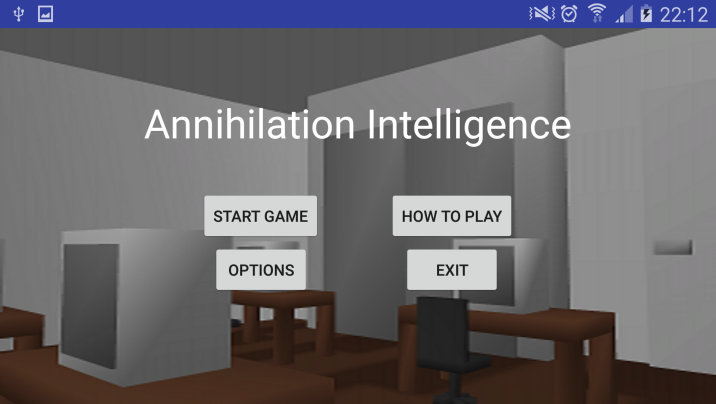 22:12
Annihilation Intelligence
START GAME
HOW TO PLAY
OPTIONS
EXIT